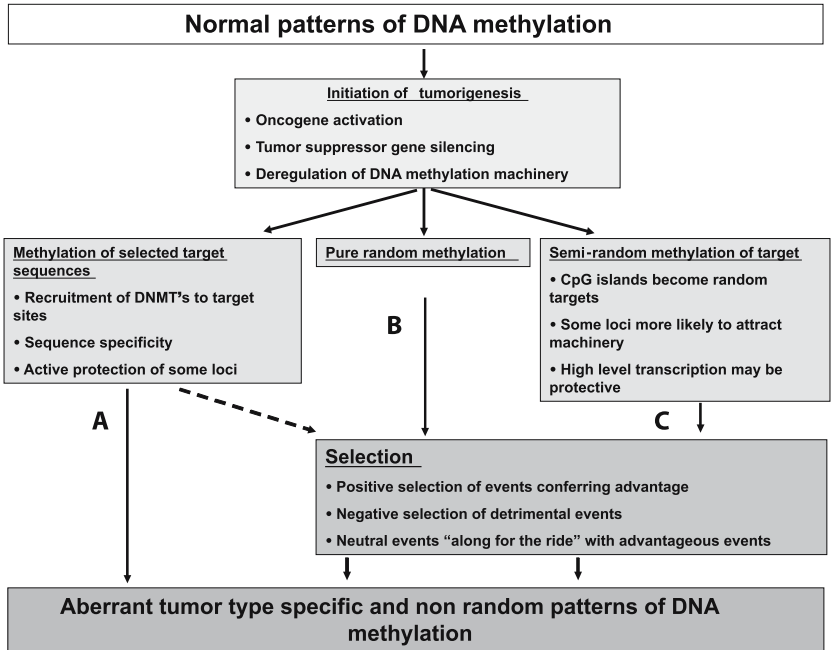 Normal patterns of DNA methylation
Initiation of tumorigenesis
• Oncogene activation
• Tumor suppressor gene silencing
• Deregulation of DNA methylation machinery
Methylation of selected target
sequences
• Recruitment of DNMT's to target
sites
• Sequence specificity
• Active protection of some loci
Pure random methylation
Semi-random methylation of target
• CpG islands become random
targets
• Some loci more likely to attract
machinery
• High level transcription may be
protective
A
B
C
Selection
• Positive selection of events conferring advantage
• Negative selection of detrimental events
• Neutral events “along for the ride” with advantageous events
Aberrant tumor type specific and non random patterns of DNA
methylation